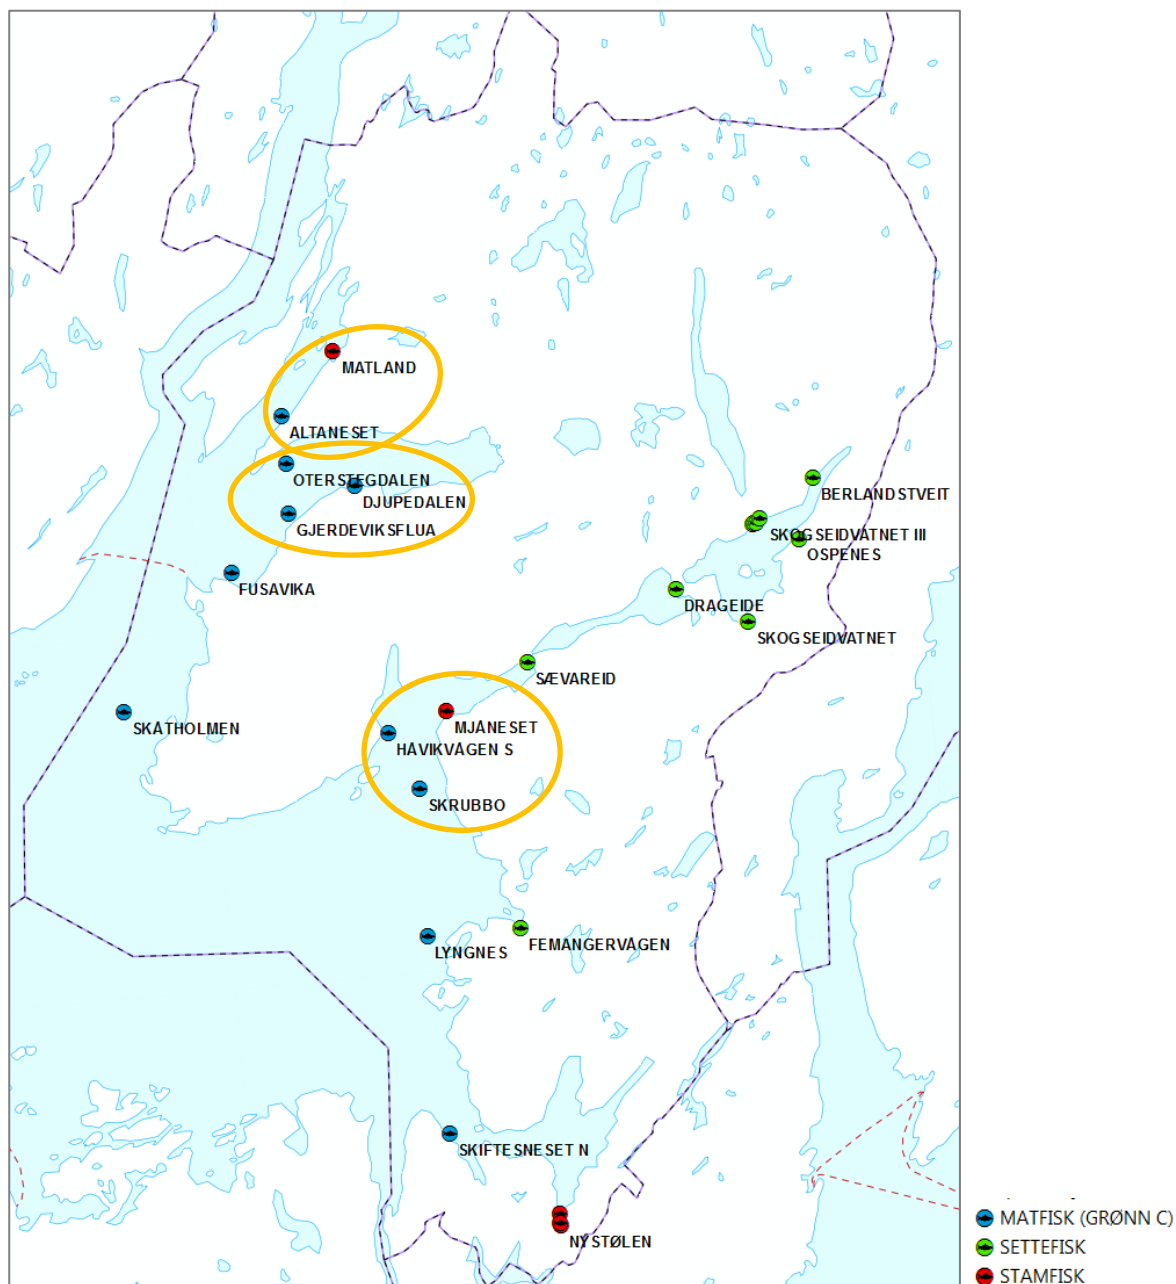 MATLAND
ALTANESET
OTERSTEGDALEN
DJUPEDALEN
GJERDEVIKSFLUA
BERLANDSTVEIT
SKOGSEIDVATNET III
OSPENES
FUSAVIKA
DRAGEIDE
SKOGSEIDVATNET
SÆVAREID
SKÅTHOLMEN
MJÅNESET
HÅVIKVÅGEN S
SKRUBBO
LYNGNES
FEMANGERVÅGEN
SKIFTESNESET N
NYSTØLEN
MATFISK (GRØNN C)
SETTEFISK
STAMFISK